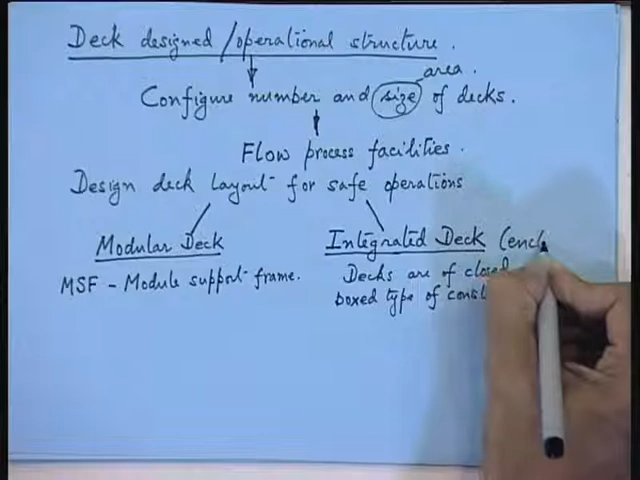 Deck designed / operational structure.
area.
Configure number and size of decks.
Flow process facilities.
Design deck layout for safe operations
Modular Deck
Integrated Deck (encl
MSF - Module support frame.
Decks are of closed
boxed type of